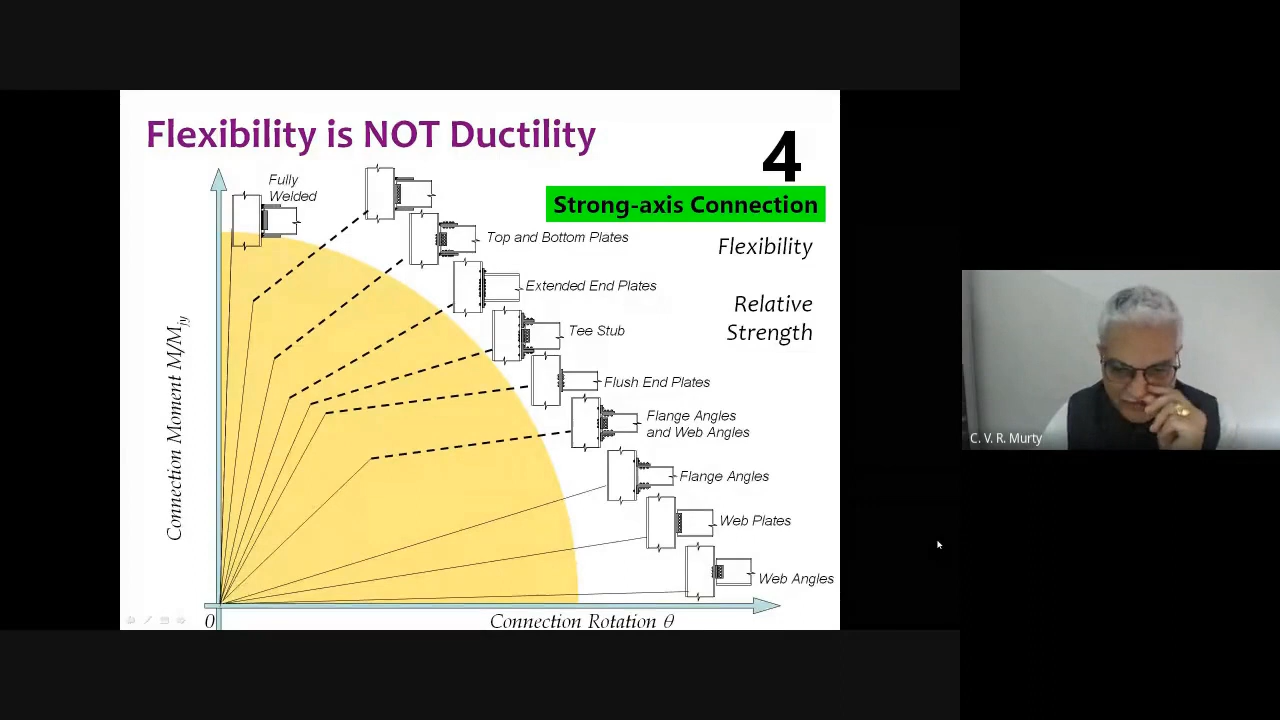 Flexibility is NOT Ductility
4
Strong-axis Connection
Flexibility
Relative
Strength
Fully
Welded
Top and Bottom Plates
Extended End Plates
Tee Stub
Flush End Plates
Flange Angles
and Web Angles
Flange Angles
Web Plates
Web Angles
Connection Moment M/Mjy
0
Connection Rotation θ
C. V. R. Murty